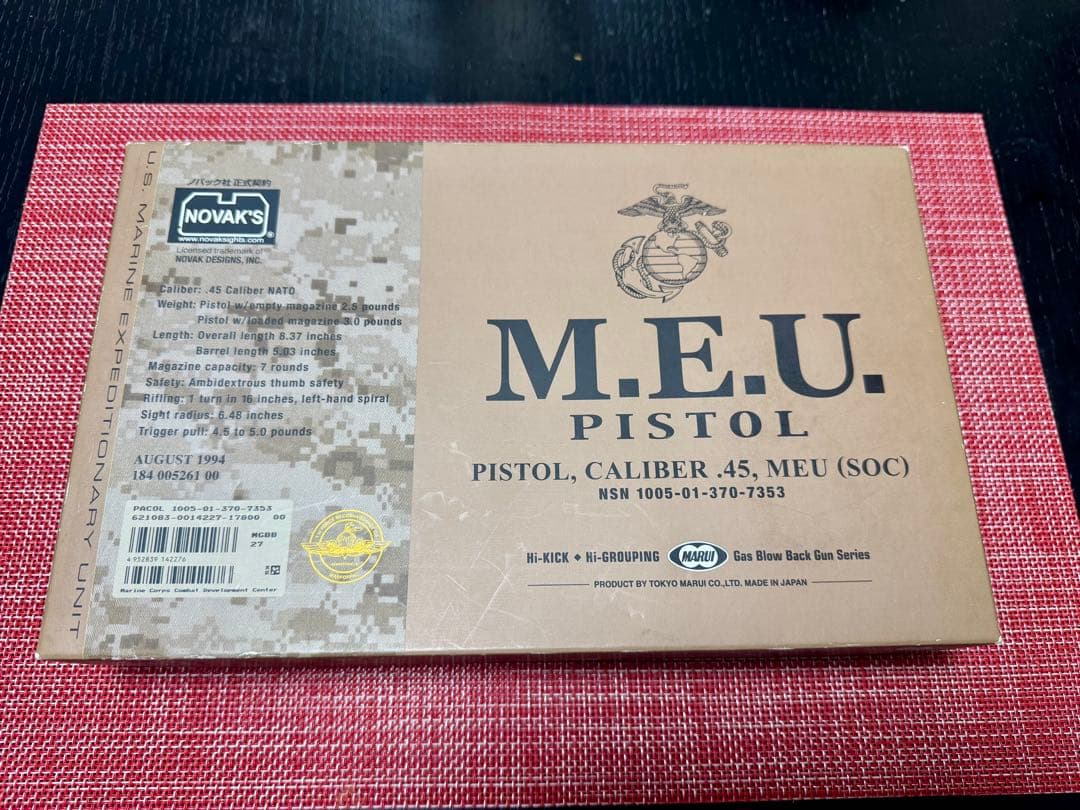 U.S. MARINE EXPEDITIONARY UNIT
ノバック社 正式契約
NOVAK'S
www.novaksights.com
®
Licensed trademark of
NOVAK DESIGNS, INC.
Caliber: .45 Caliber NATO
Weight: Pistol w/empty magazine 2.5 pounds
Pistol w/loaded magazine 3.0 pounds
Length: Overall length 8.37 inches
Barrel length 5.03 inches
Magazine capacity: 7 rounds
Safety: Ambidextrous thumb safety
Rifling: 1 turn in 16 inches, left-hand spiral
Sight radius: 6.48 inches
Trigger pull: 4.5 to 5.0 pounds
AUGUST 1994
184 005261 00
PACOL 1005-01-370-7353
621083-0014227-17800 00
MGBB
27
4 952839 142276
Marine Corps Combat Development Center
M.E.U.
PISTOL
PISTOL, CALIBER .45, MEU (SOC)
NSN 1005-01-370-7353
Hi-KICK ◆ Hi-GROUPING MARUI Gas Blow Back Gun Series
PRODUCT BY TOKYO MARUI CO.,LTD. MADE IN JAPAN